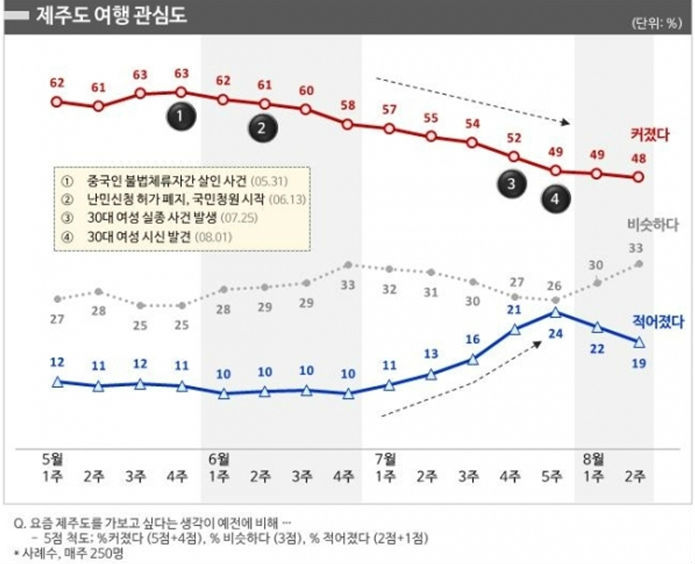 제주도 여행 관심도
(단위: %)
62 61 63 63 62 61 60 58 57 55 54 52 49 49 48
커졌다
① ② ③ ④
① 중국인 불법체류자간 살인 사건 (05.31)
② 난민신청 허가 폐지, 국민청원 시작 (06.13)
③ 30대 여성 실종 사건 발생 (07.25)
④ 30대 여성 시신 발견 (08.01)
비슷하다
27 28 25 25 28 29 29 33 32 31 30 27 26 30 33
적어졌다
12 11 12 11 10 10 10 10 11 13 16 21 24 22 19
5월 6월 7월 8월
1주 2주 3주 4주 1주 2주 3주 4주 1주 2주 3주 4주 5주 1주 2주
Q. 요즘 제주도를 가보고 싶다는 생각이 예전에 비해 …
– 5점 척도: %커졌다 (5점+4점), % 비슷하다 (3점), % 적어졌다 (2점+1점)
* 사례수, 매주 250명